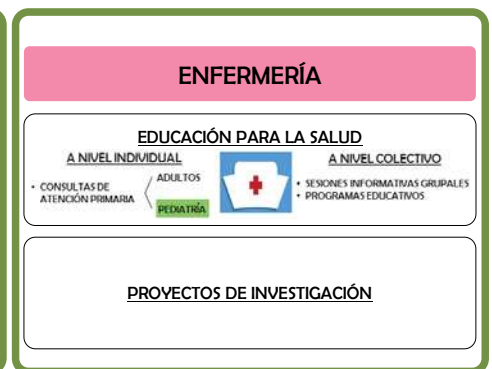 ENFERMERÍA
EDUCACIÓN PARA LA SALUD
A NIVEL INDIVIDUAL
• CONSULTAS DE
ATENCIÓN PRIMARIA
ADULTOS
PEDIATRÍA
A NIVEL COLECTIVO
• SESIONES INFORMATIVAS GRUPALES
• PROGRAMAS EDUCATIVOS
PROYECTOS DE INVESTIGACIÓN